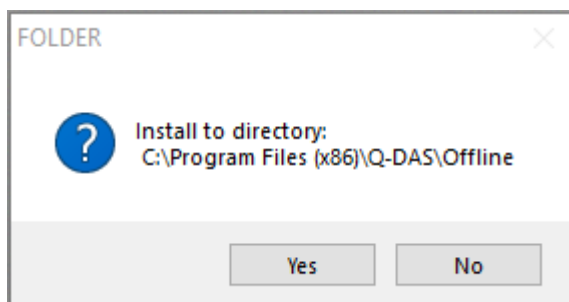 FOLDER
?
Install to directory:
C:\Program Files (x86)\Q-DAS\Offline
Yes
No